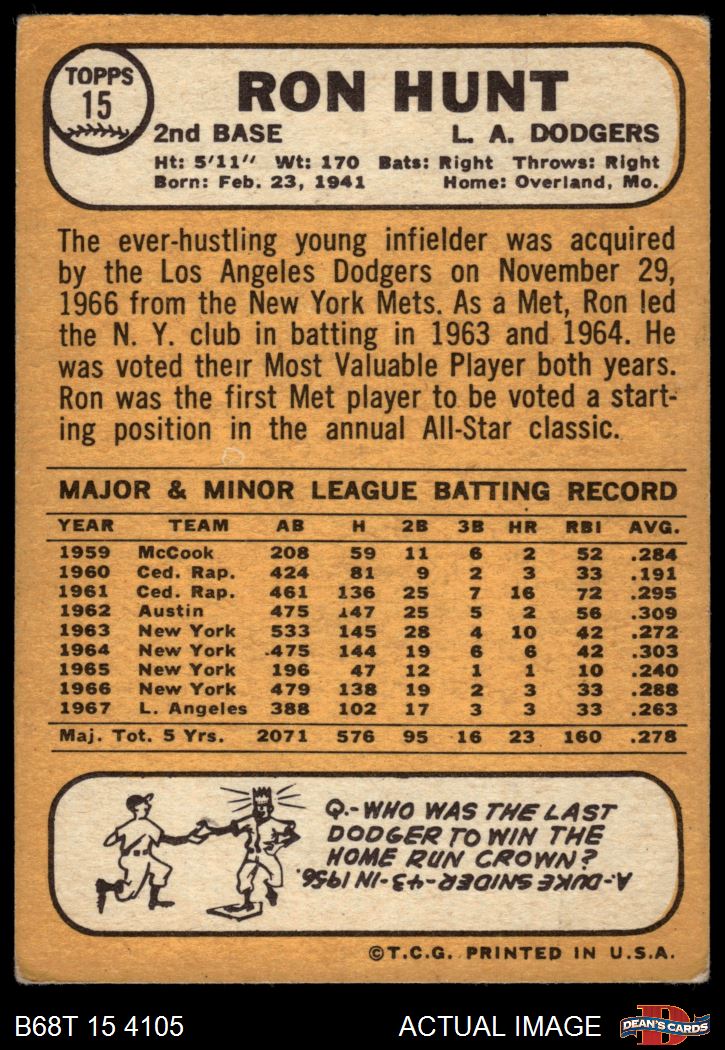 TOPPS
15
RON HUNT
2nd BASE L. A. DODGERS
Ht: 5'11" Wt: 170 Bats: Right Throws: Right
Born: Feb. 23, 1941 Home: Overland, Mo.
The ever-hustling young infielder was acquired
by the Los Angeles Dodgers on November 29,
1966 from the New York Mets. As a Met, Ron led
the N. Y. club in batting in 1963 and 1964. He
was voted their Most Valuable Player both years.
Ron was the first Met player to be voted a start-
ing position in the annual All-Star classic.
MAJOR & MINOR LEAGUE BATTING RECORD
YEAR TEAM AB H 2B 3B HR RBI AVG.
1959 McCook 208 59 11 6 2 52 .284
1960 Ced. Rap. 424 81 9 2 3 33 .191
1961 Ced. Rap. 461 136 25 7 16 72 .295
1962 Austin 475 147 25 5 2 56 .309
1963 New York 533 145 28 4 10 42 .272
1964 New York 475 144 19 6 6 42 .303
1965 New York 196 47 12 1 1 10 .240
1966 New York 479 138 19 2 3 33 .288
1967 L. Angeles 388 102 17 3 3 33 .263
Maj. Tot. 5 Yrs. 2071 576 95 16 23 160 .278
Q.-WHO WAS THE LAST
DODGER TO WIN THE
HOME RUN CROWN?
A.-DUKE SNIDER-43-IN 1956.
©T.C.G. PRINTED IN U.S.A.
B68T 15 4105 ACTUAL IMAGE
D
DEAN'S CARDS